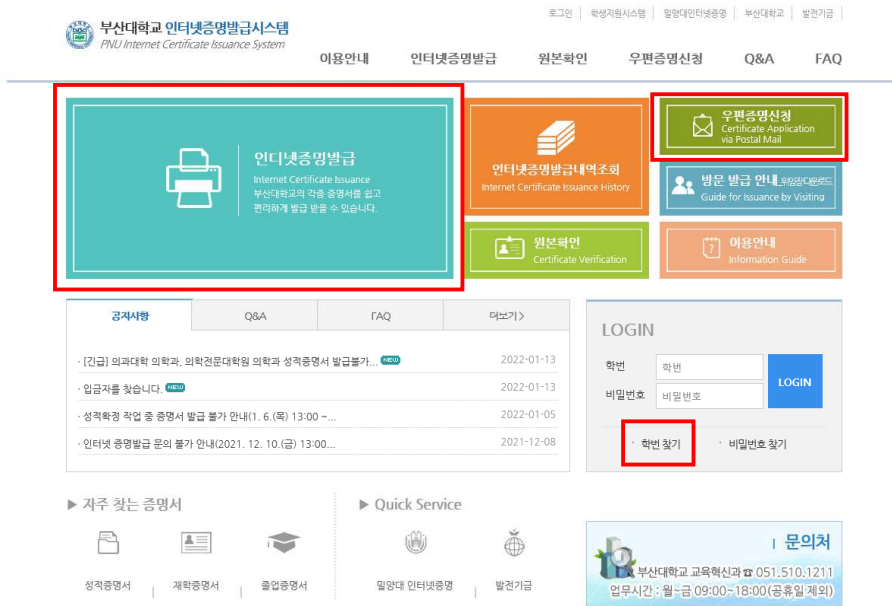 로그인 | 학생지원시스템 | 밀양대인터넷증명 | 부산대학교 | 발전기금
부산대학교 인터넷증명발급시스템
PNU Internet Certificate Issuance System
이용안내 인터넷증명발급 원본확인 우편증명신청 Q&A FAQ
인터넷증명발급
Internet Certificate Issuance
부산대학교의 각종 증명서를 쉽고
편리하게 발급 받을 수 있습니다.
인터넷증명발급내역조회
Internet Certificate Issuance History
우편증명신청
Certificate Application
via Postal Mail
방문 발급 안내_위임장다운로드
Guide for Issuance by Visiting
원본확인
Certificate Verification
이용안내
Information Guide
공지사항 Q&A FAQ 더보기 >
· [긴급] 의과대학 의학과, 의학전문대학원 의학과 성적증명서 발급불가... NEW 2022-01-13
· 입금자를 찾습니다. NEW 2022-01-13
· 성적확정 작업 중 증명서 발급 불가 안내(1. 6.(목) 13:00 ~... 2022-01-05
· 인터넷 증명발급 문의 불가 안내(2021. 12. 10.(금) 13:00... 2021-12-08
LOGIN
학번 학번
비밀번호 비밀번호
LOGIN
· 학번 찾기 · 비밀번호 찾기
▶ 자주 찾는 증명서
성적증명서 | 재학증명서 | 졸업증명서
▶ Quick Service
밀양대 인터넷증명 | 발전기금
| 문의처
부산대학교 교육혁신과 ☎ 051.510.1211
업무시간 : 월~금 09:00~18:00(공휴일 제외)